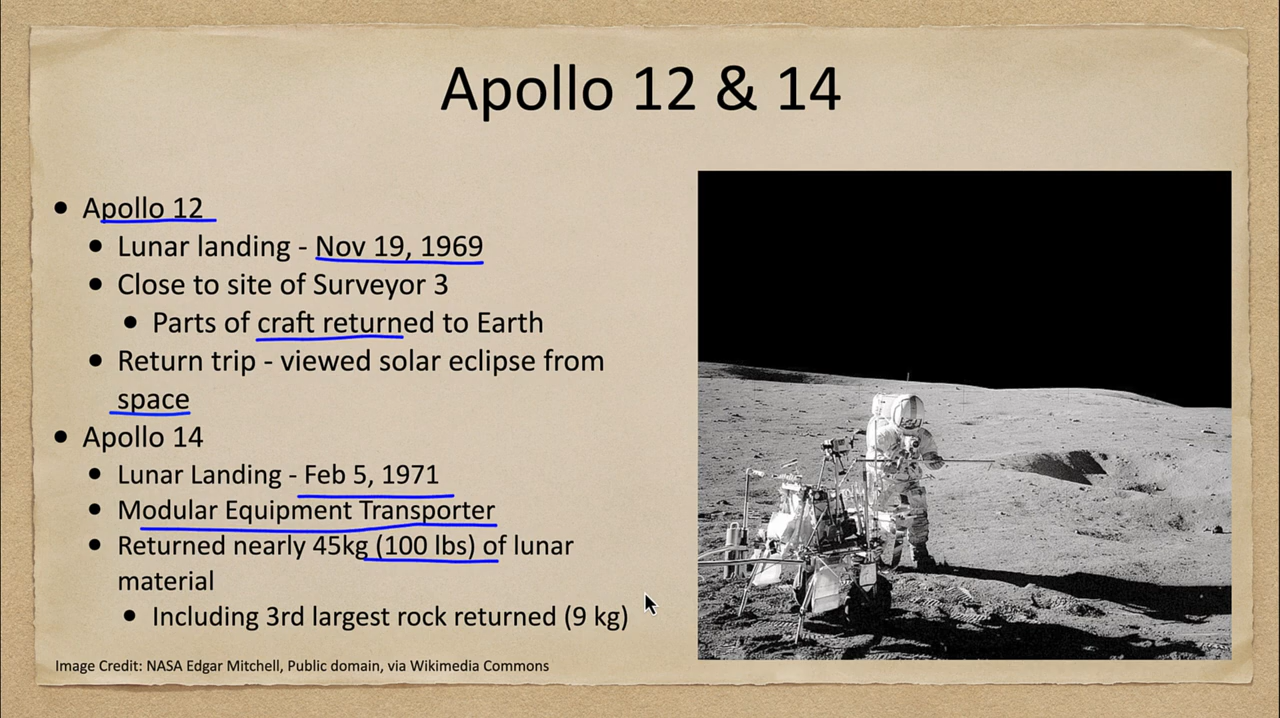 Apollo 12 & 14
• Apollo 12
• Lunar landing - Nov 19, 1969
• Close to site of Surveyor 3
• Parts of craft returned to Earth
• Return trip - viewed solar eclipse from
space
• Apollo 14
• Lunar Landing - Feb 5, 1971
• Modular Equipment Transporter
• Returned nearly 45kg (100 lbs) of lunar
material
• Including 3rd largest rock returned (9 kg)
Image Credit: NASA Edgar Mitchell, Public domain, via Wikimedia Commons